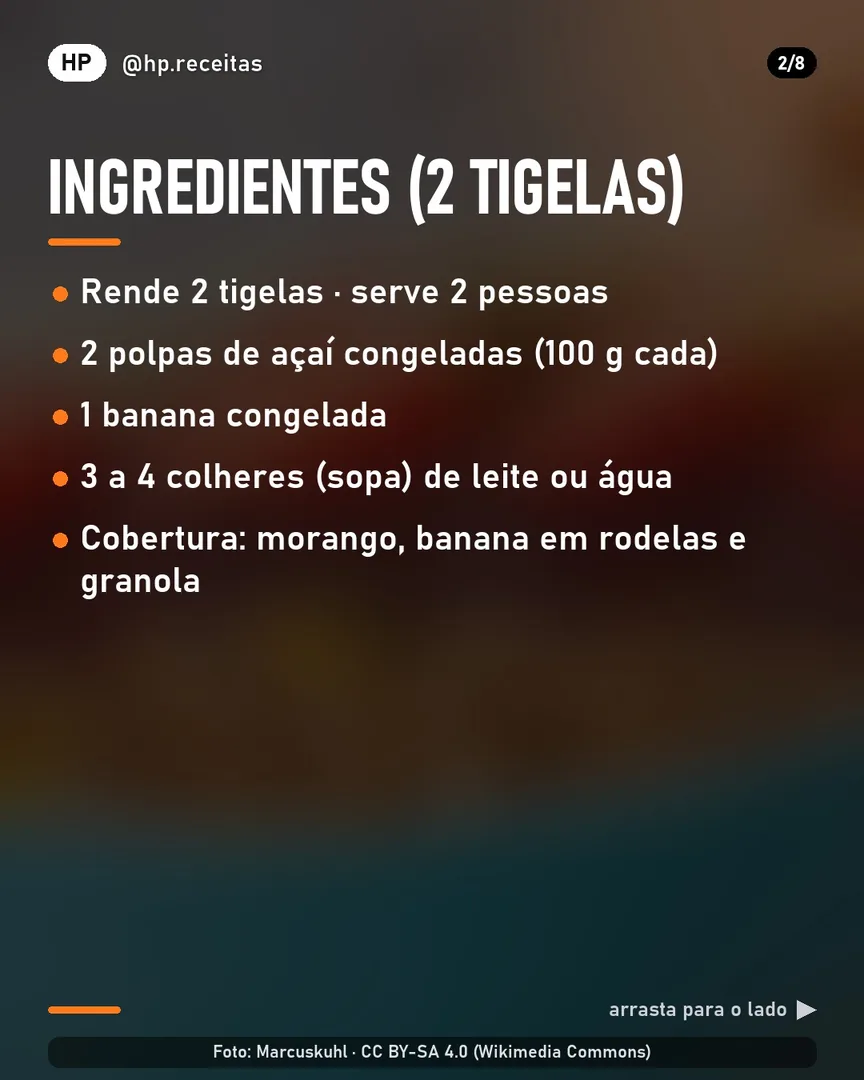 HP @hp.receitas 2/8
INGREDIENTES (2 TIGELAS)
Rende 2 tigelas · serve 2 pessoas
2 polpas de açaí congeladas (100 g cada)
1 banana congelada
3 a 4 colheres (sopa) de leite ou água
Cobertura: morango, banana em rodelas e
granola
arrasta para o lado ▶
Foto: Marcuskuhl · CC BY-SA 4.0 (Wikimedia Commons)